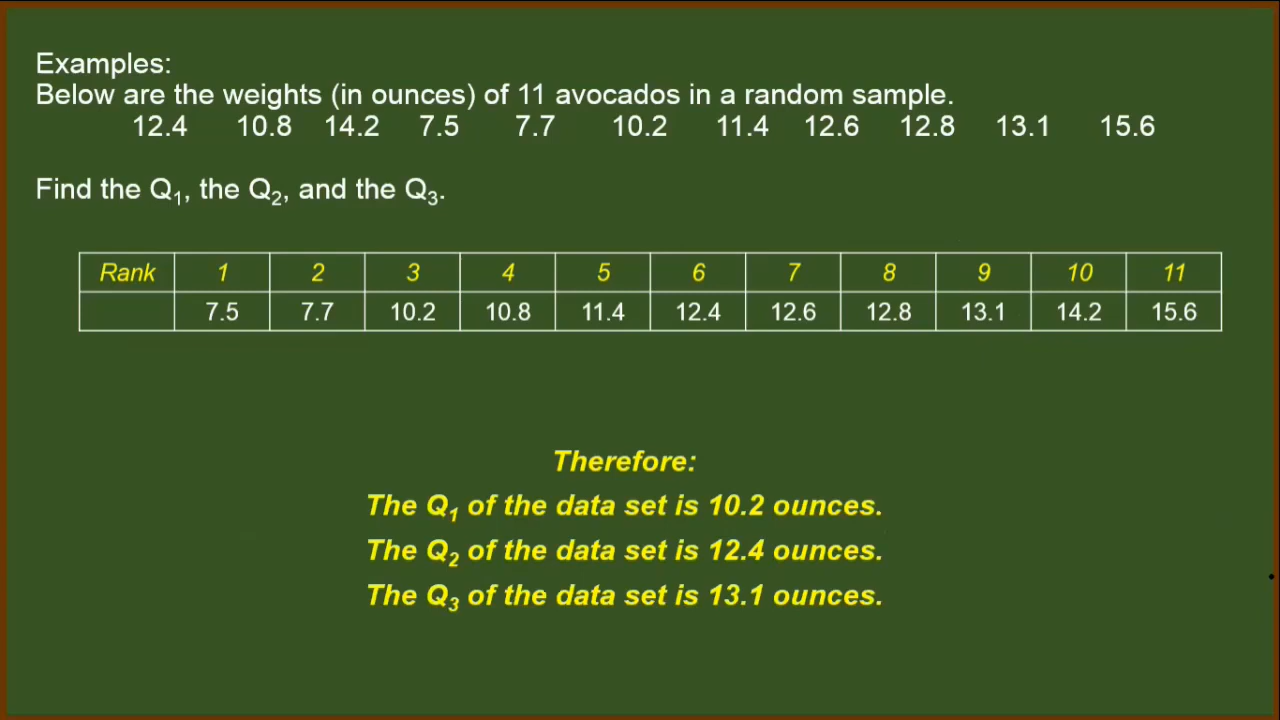 Examples:
Below are the weights (in ounces) of 11 avocados in a random sample.
12.4 10.8 14.2 7.5 7.7 10.2 11.4 12.6 12.8 13.1 15.6
Find the Q₁, the Q₂, and the Q₃.
Rank 1 2 3 4 5 6 7 8 9 10 11
7.5 7.7 10.2 10.8 11.4 12.4 12.6 12.8 13.1 14.2 15.6
Therefore:
The Q₁ of the data set is 10.2 ounces.
The Q₂ of the data set is 12.4 ounces.
The Q₃ of the data set is 13.1 ounces.